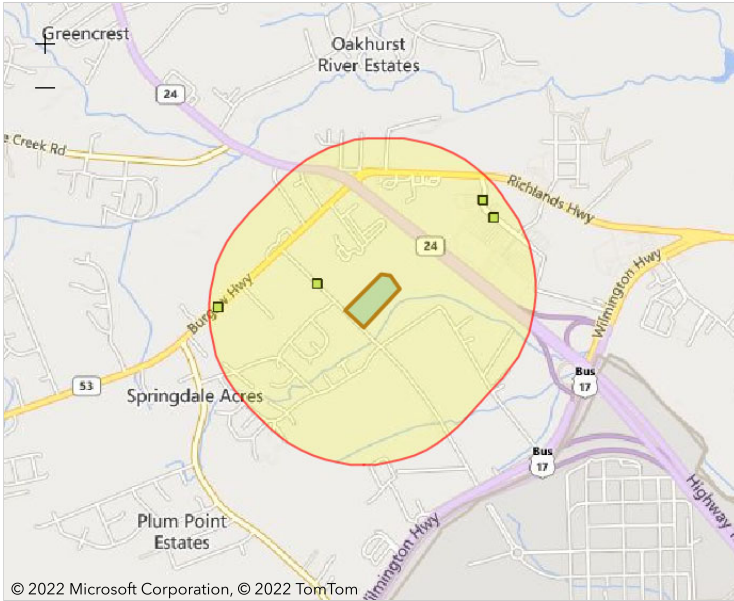 Greencrest
Oakhurst
River Estates
24
e Creek Rd
Richlands Hwy
24
Wilmington Hwy
Burgaw Hwy
53
Springdale Acres
Bus
17
Bus
17
Highway
Plum Point
Estates
ilmington Hwy
© 2022 Microsoft Corporation, © 2022 TomTom